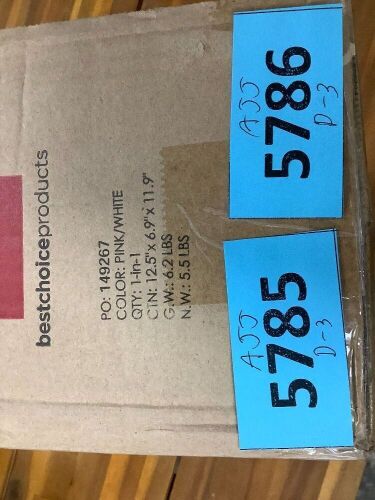 bestchoiceproducts
PO: 149267
COLOR: PINK/WHITE
QTY: 1-in-1
CTN: 12.5" x 6.9" x 11.9"
G.W.: 6.2 LBS
N.W.: 5.5 LBS
AJJ
5786
D-3
AJJ
5785
D-3